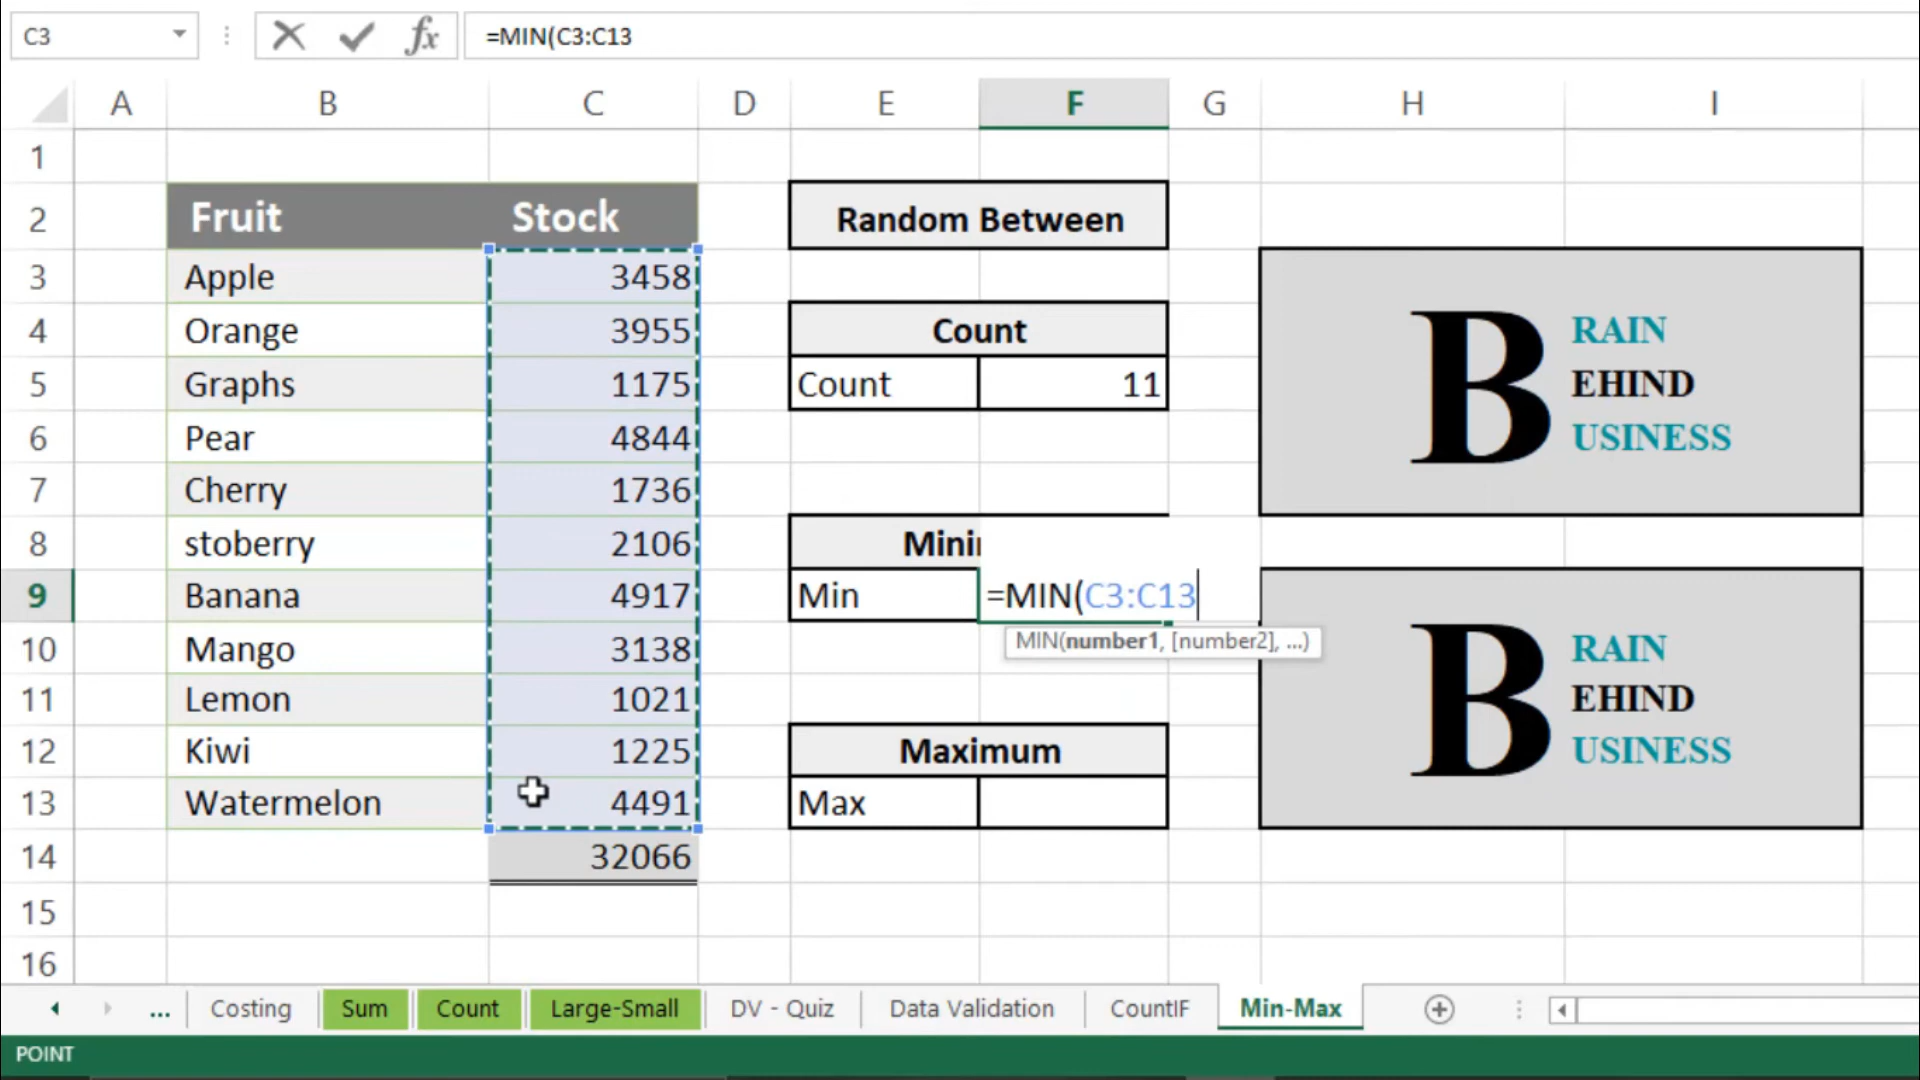 C3 fx =MIN(C3:C13
A B C D E F G H I
1
2 Fruit Stock Random Between
3 Apple 3458
4 Orange 3955 Count
5 Graphs 1175 Count 11
6 Pear 4844
7 Cherry 1736
8 stoberry 2106 Mini
9 Banana 4917 Min =MIN(C3:C13
MIN(number1, [number2], ...)
10 Mango 3138
11 Lemon 1021
12 Kiwi 1225 Maximum
13 Watermelon 4491 Max
14 32066
15
16
B RAIN
EHIND
USINESS
B RAIN
EHIND
USINESS
... Costing Sum Count Large-Small DV - Quiz Data Validation CountIF Min-Max
POINT